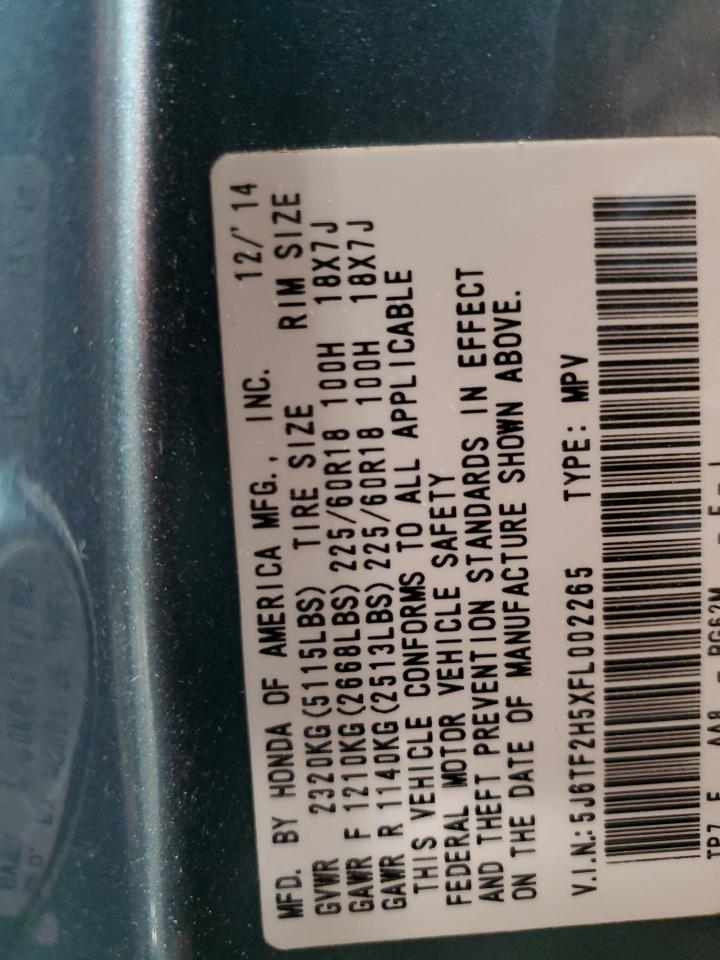 MFD. BY HONDA OF AMERICA MFG., INC. 12/'14
GVWR 2320KG(5115LBS) TIRE SIZE RIM SIZE
GAWR F 1210KG(2668LBS) 225/60R18 100H 18X7J
GAWR R 1140KG(2513LBS) 225/60R18 100H 18X7J
THIS VEHICLE CONFORMS TO ALL APPLICABLE
FEDERAL MOTOR VEHICLE SAFETY
AND THEFT PREVENTION STANDARDS IN EFFECT
ON THE DATE OF MANUFACTURE SHOWN ABOVE.
V.I.N.:5J6TF2H5XFL002265 TYPE: MPV